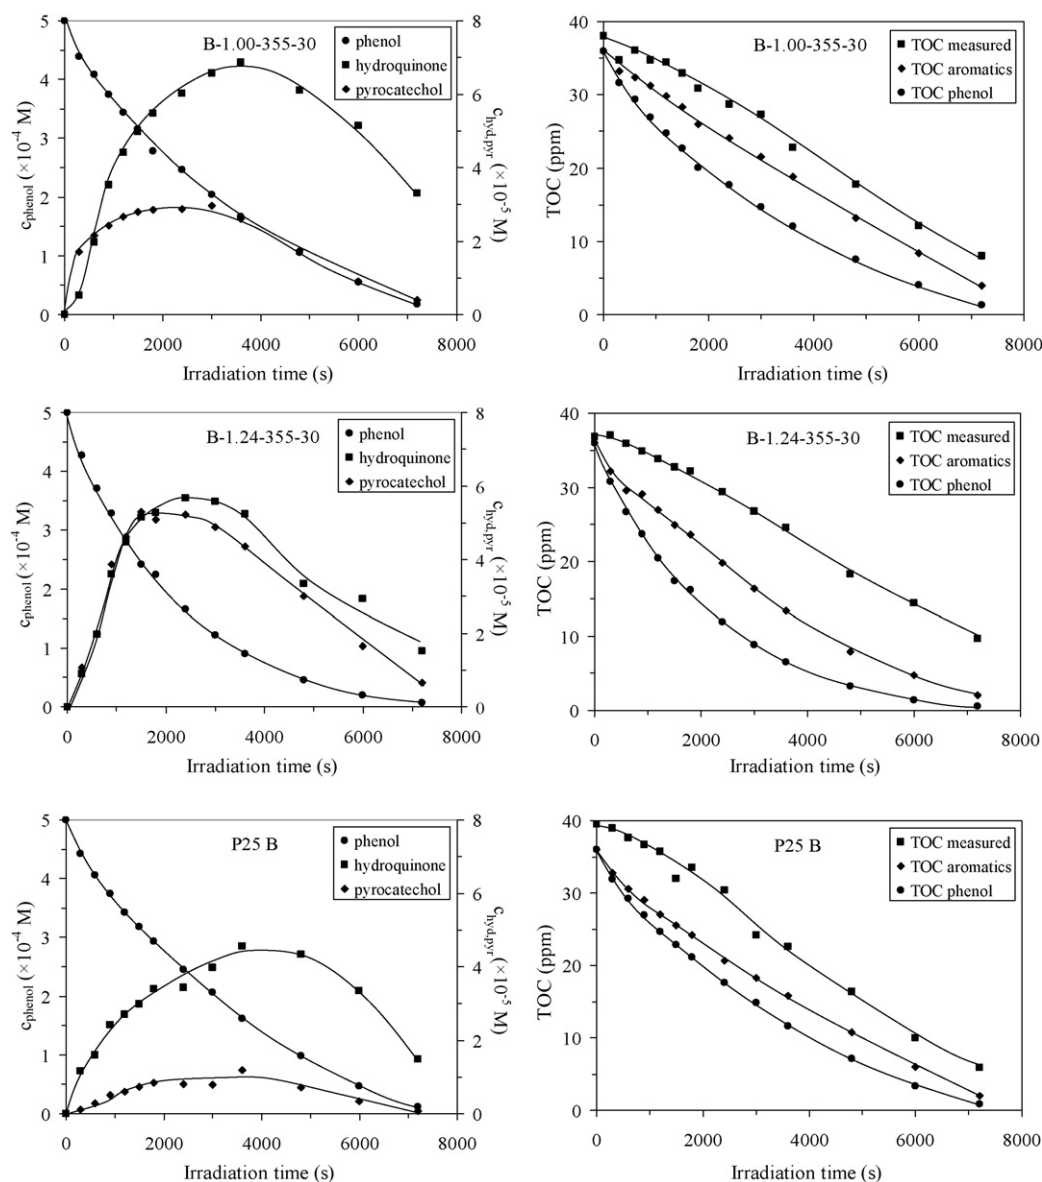 B-1.00-355-30
phenol
hydroquinone
pyrocatechol
5
4
3
2
1
0
8
6
4
2
0
c_phenol (×10⁻⁴ M)
c_hyd,pyr (×10⁻⁵ M)
0 2000 4000 6000 8000
Irradiation time (s)
B-1.00-355-30
TOC measured
TOC aromatics
TOC phenol
40
30
20
10
0
TOC (ppm)
0 2000 4000 6000 8000
Irradiation time (s)
B-1.24-355-30
phenol
hydroquinone
pyrocatechol
5
4
3
2
1
0
8
6
4
2
0
c_phenol (×10⁻⁴ M)
c_hyd,pyr (×10⁻⁵ M)
0 2000 4000 6000 8000
Irradiation time (s)
B-1.24-355-30
TOC measured
TOC aromatics
TOC phenol
40
30
20
10
0
TOC (ppm)
0 2000 4000 6000 8000
Irradiation time (s)
P25 B
phenol
hydroquinone
pyrocatechol
5
4
3
2
1
0
8
6
4
2
0
c_phenol (×10⁻⁴ M)
c_hyd,pyr (×10⁻⁵ M)
0 2000 4000 6000 8000
Irradiation time (s)
P25 B
TOC measured
TOC aromatics
TOC phenol
40
30
20
10
0
TOC (ppm)
0 2000 4000 6000 8000
Irradiation time (s)